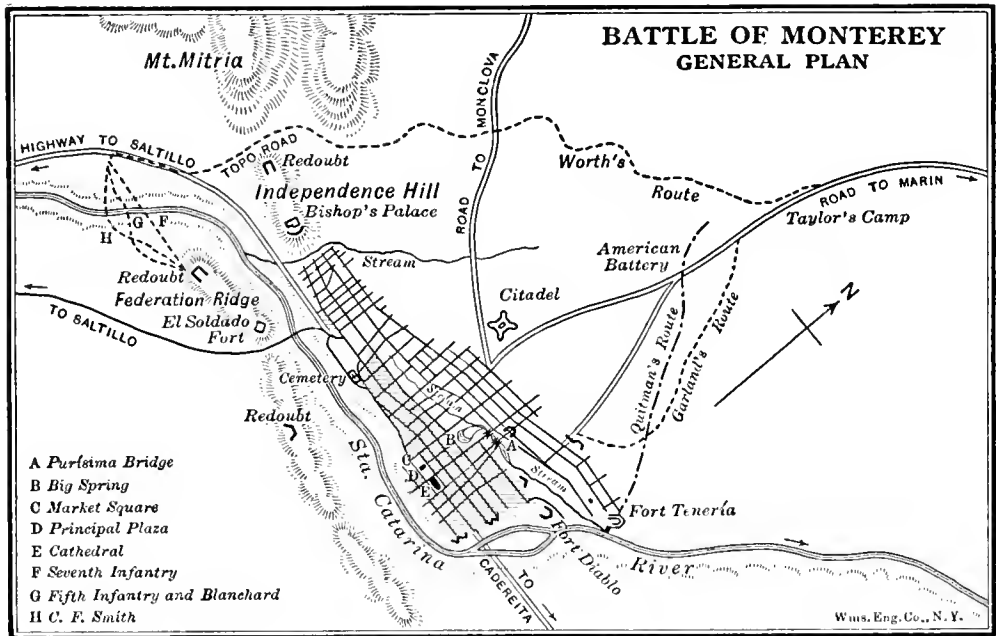 BATTLE OF MONTEREY
GENERAL PLAN
Mt. Mitria
HIGHWAY TO SALTILLO
TOPO ROAD
Redoubt
Independence Hill
Bishop's Palace
ROAD TO MONCLOVA
Worth's
Route
ROAD TO MARIN
Taylor's Camp
American
Battery
H
G
F
Stream
Redoubt
Federation Ridge
El Soldado
Fort
TO SALTILLO
Citadel
Quitman's Route
Garland's Route
N
Cemetery
Stream
Redoubt
B
A
C
D
E
Stream
Sta. Catarina
River
Fort Tenería
Fort Diablo
TO
CADEREITA
A Purísima Bridge
B Big Spring
C Market Square
D Principal Plaza
E Cathedral
F Seventh Infantry
G Fifth Infantry and Blanchard
H C. F. Smith
Wms. Eng. Co., N. Y.